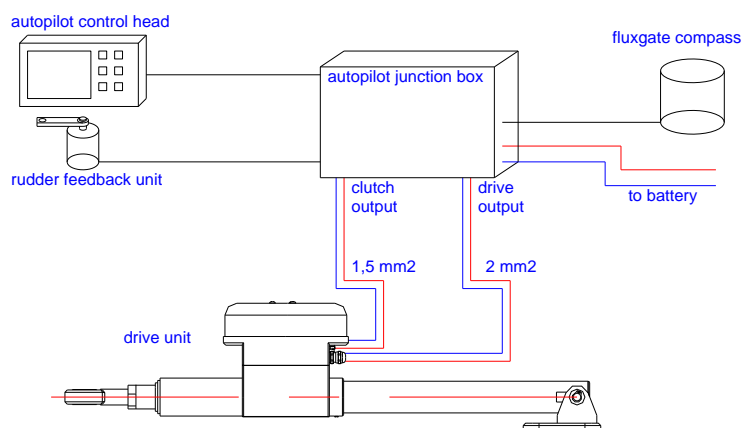 autopilot control head
fluxgate compass
autopilot junction box
rudder feedback unit
clutch
output
drive
output
to battery
1,5 mm2
2 mm2
drive unit